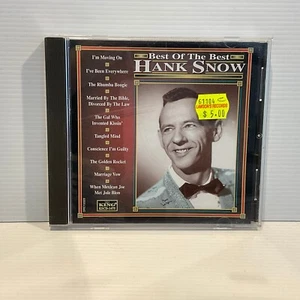 Best Of The Best
HANK SNOW
I'm Moving On
I've Been Everywhere
The Rhumba Boogie
Married By The Bible,
Divorced By The Law
The Gal Who
Invented Kissin'
Tangled Mind
Conscience I'm Guilty
The Golden Rocket
Marriage Vow
When Mexican Joe
Met Jole Blon
KING
$5.00